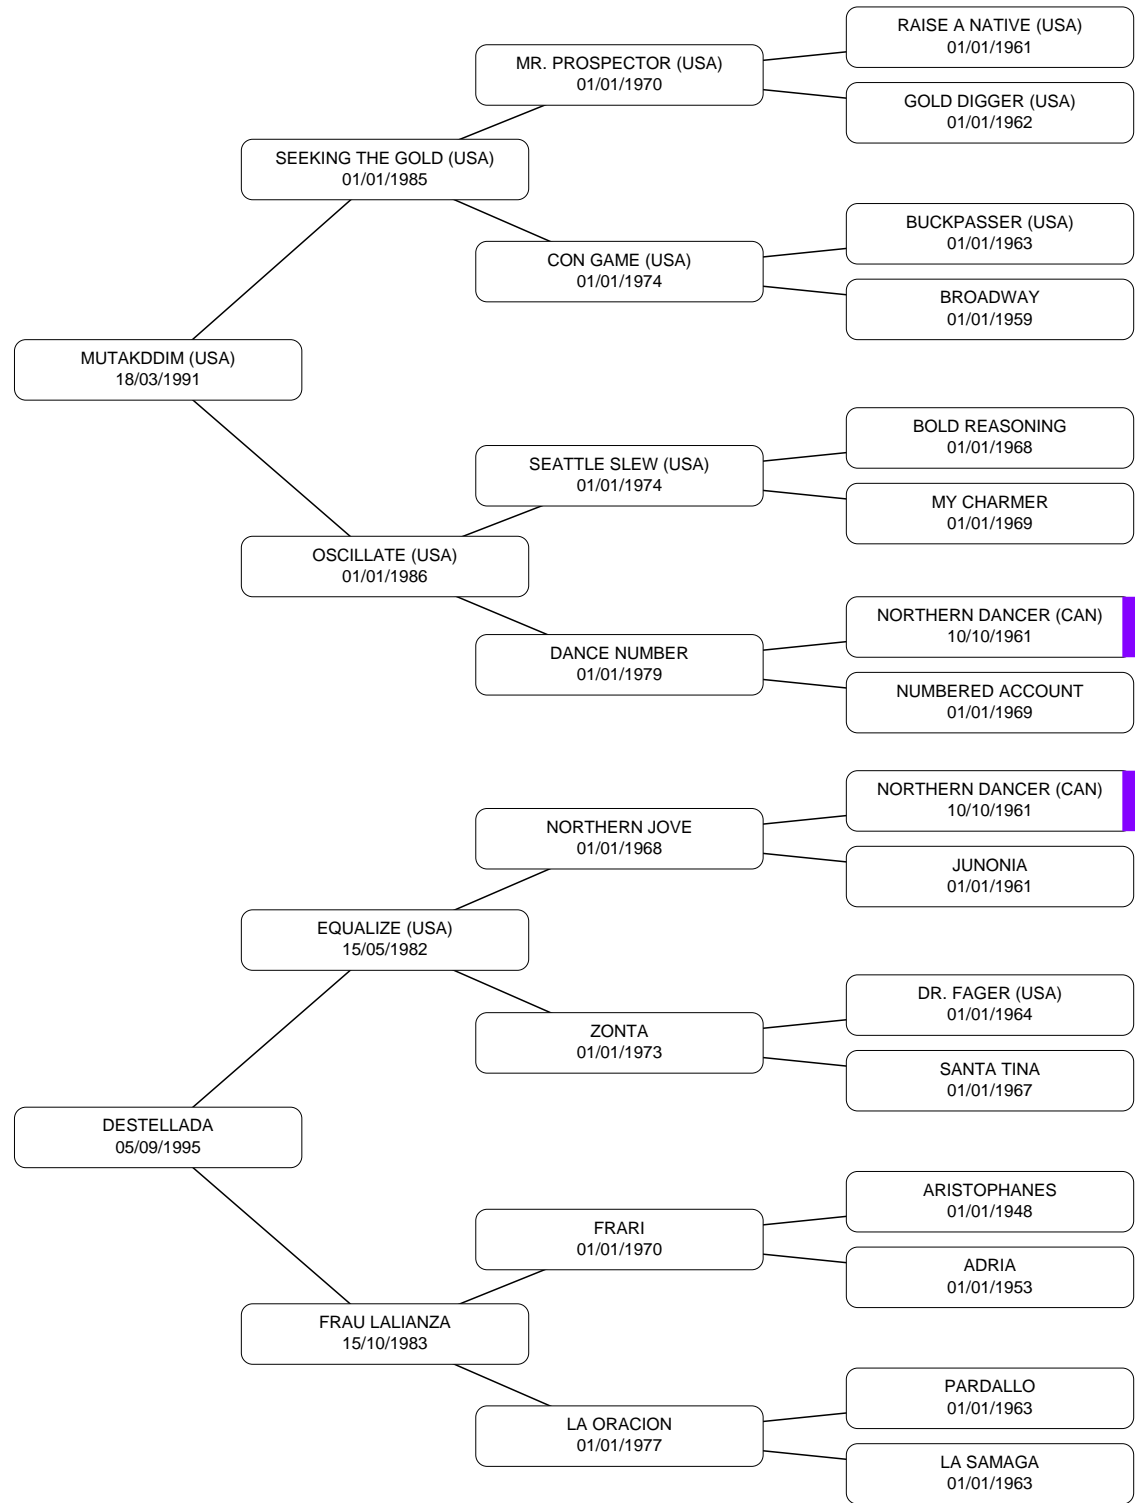 RAISE A NATIVE (USA)
01/01/1961
MR. PROSPECTOR (USA)
01/01/1970
GOLD DIGGER (USA)
01/01/1962
SEEKING THE GOLD (USA)
01/01/1985
BUCKPASSER (USA)
01/01/1963
CON GAME (USA)
01/01/1974
BROADWAY
01/01/1959
MUTAKDDIM (USA)
18/03/1991
BOLD REASONING
01/01/1968
SEATTLE SLEW (USA)
01/01/1974
MY CHARMER
01/01/1969
OSCILLATE (USA)
01/01/1986
NORTHERN DANCER (CAN)
10/10/1961
DANCE NUMBER
01/01/1979
NUMBERED ACCOUNT
01/01/1969
NORTHERN DANCER (CAN)
10/10/1961
NORTHERN JOVE
01/01/1968
JUNONIA
01/01/1961
EQUALIZE (USA)
15/05/1982
DR. FAGER (USA)
01/01/1964
ZONTA
01/01/1973
SANTA TINA
01/01/1967
DESTELLADA
05/09/1995
ARISTOPHANES
01/01/1948
FRARI
01/01/1970
ADRIA
01/01/1953
FRAU LALIANZA
15/10/1983
PARDALLO
01/01/1963
LA ORACION
01/01/1977
LA SAMAGA
01/01/1963